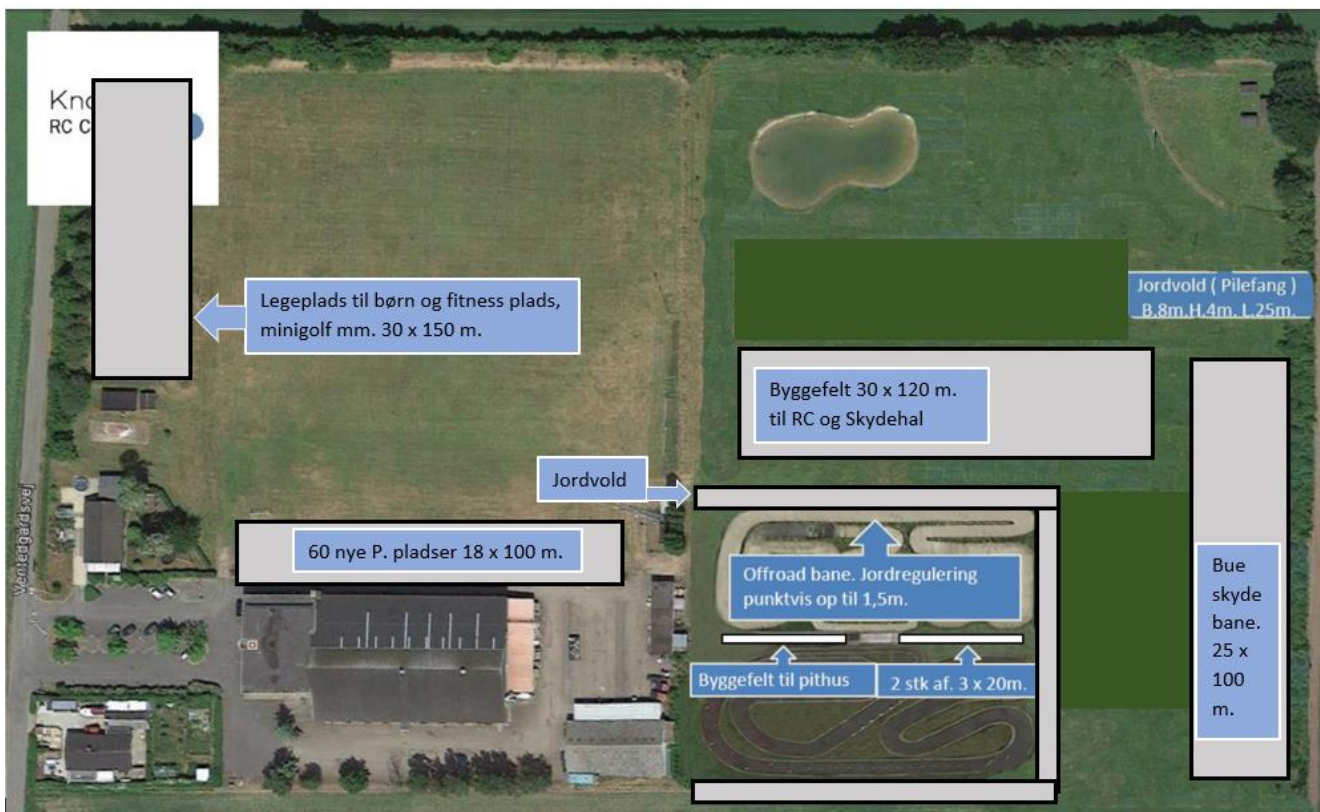 Kno
RC C
Legeplads til børn og fitness plads,
minigolf mm. 30 x 150 m.
Jordvold ( Pilefang )
B.8m.H.4m. L.25m.
Byggefelt 30 x 120 m.
til RC og Skydehal
Jordvold
60 nye P. pladser 18 x 100 m.
Offroad bane. Jordregulering
punktvis op til 1,5m.
Bue
skyde
bane.
25 x
100
m.
Byggefelt til pithus
2 stk af. 3 x 20m.